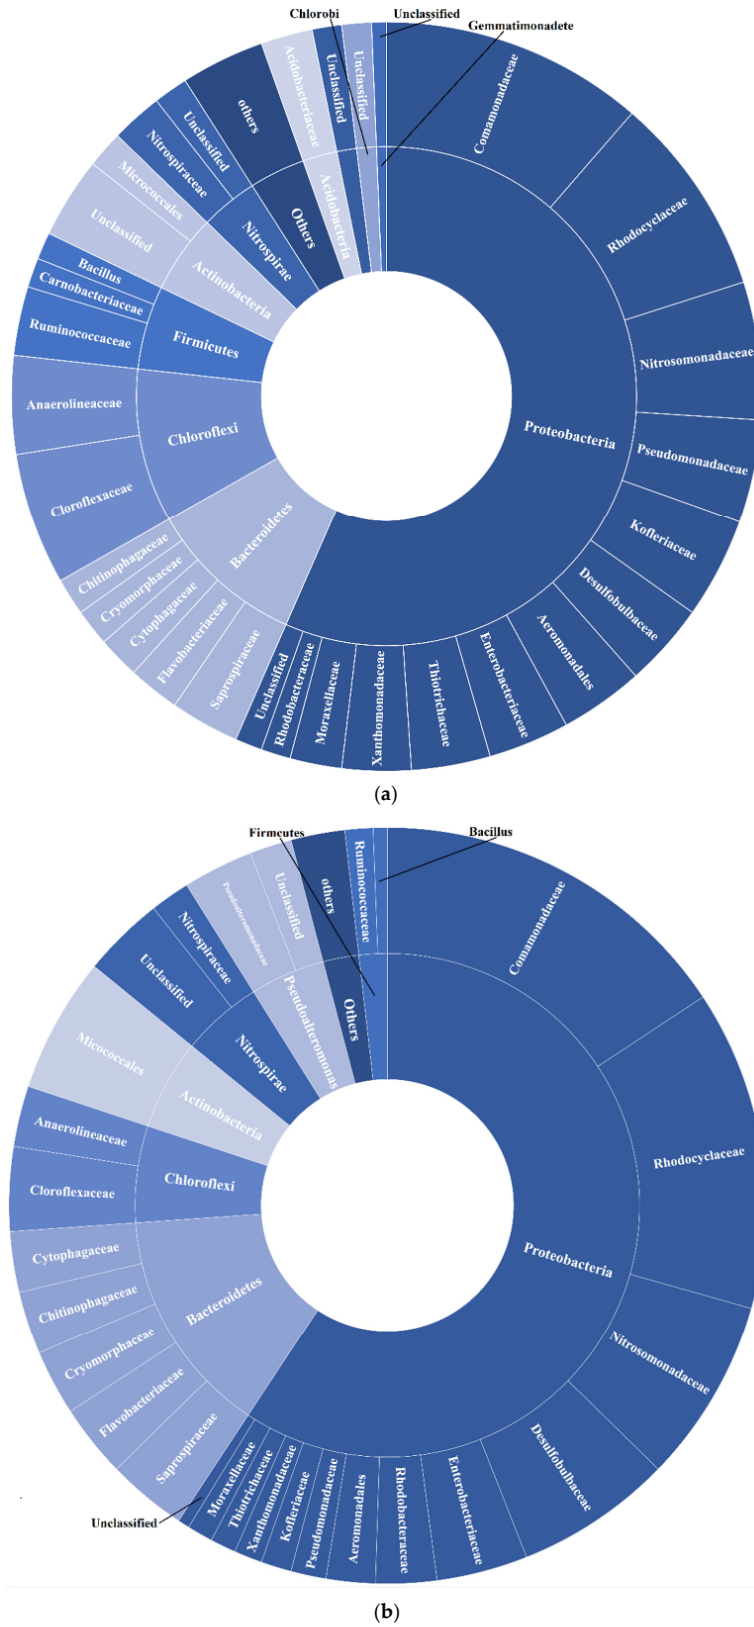 Chlorobi
Unclassified
Gemmatimonadete
Comamonadaceae
Rhodocyclaceae
Nitrosomonadaceae
Pseudomonadaceae
Kofleriaceae
Desulfobulbaceae
Aeromonadales
Enterobacteriaceae
Thiotrichaceae
Xanthomonadaceae
Moraxellaceae
Rhodobacteraceae
Unclassified
Saprospiraceae
Flavobacteriaceae
Cytophagaceae
Cryomorphaceae
Chitinophagaceae
Cloroflexaceae
Anaerolineaceae
Ruminococcaceae
Carnobacteriaceae
Bacillus
Unclassified
Micrococcales
Nitrospiraceae
Unclassified
others
Acidobacteriaceae
Unclassified
Unclassified
Proteobacteria
Bacteroidetes
Chloroflexi
Firmicutes
Actinobacteria
Nitrospirae
Others
Acidobacteria
(a)
Firmcutes
Bacillus
Comamonadaceae
Rhodocyclaceae
Nitrosomonadaceae
Desulfobulbaceae
Enterobacteriaceae
Rhodobacteraceae
Aeromonadales
Pseudomonadaceae
Kofleriaceae
Xanthomonadaceae
Thiotrichaceae
Moraxellaceae
Unclassified
Saprospiraceae
Flavobacteriaceae
Cryomorphaceae
Chitinophagaceae
Cytophagaceae
Cloroflexaceae
Anaerolineaceae
Micococcales
Unclassified
Nitrospiraceae
Pseudoalteromonadaceae
Unclassified
others
Ruminococcaceae
Proteobacteria
Bacteroidetes
Chloroflexi
Actinobacteria
Nitrospirae
Pseudoalteromonas
Others
(b)